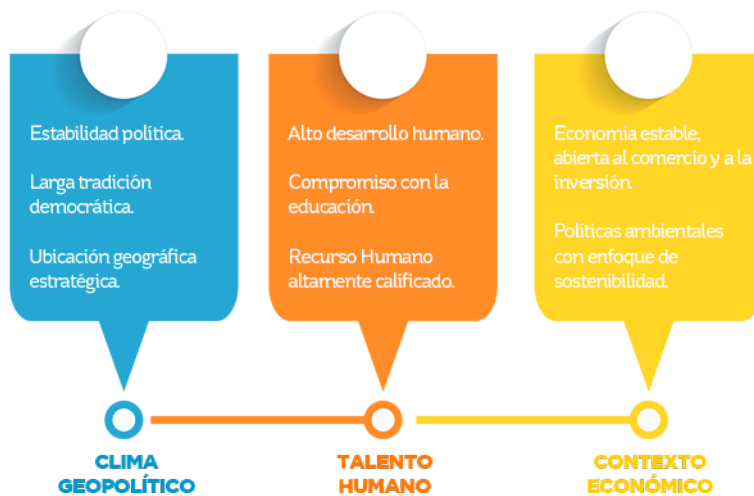 Estabilidad política.
Larga tradición
democrática.
Ubicación geográfica
estratégica.
CLIMA
GEOPOLÍTICO
Alto desarrollo humano.
Compromiso con la
educación.
Recurso Humano
altamente calificado.
TALENTO
HUMANO
Economía estable,
abierta al comercio y a la
inversión.
Políticas ambientales
con enfoque de
sostenibilidad.
CONTEXTO
ECONÓMICO